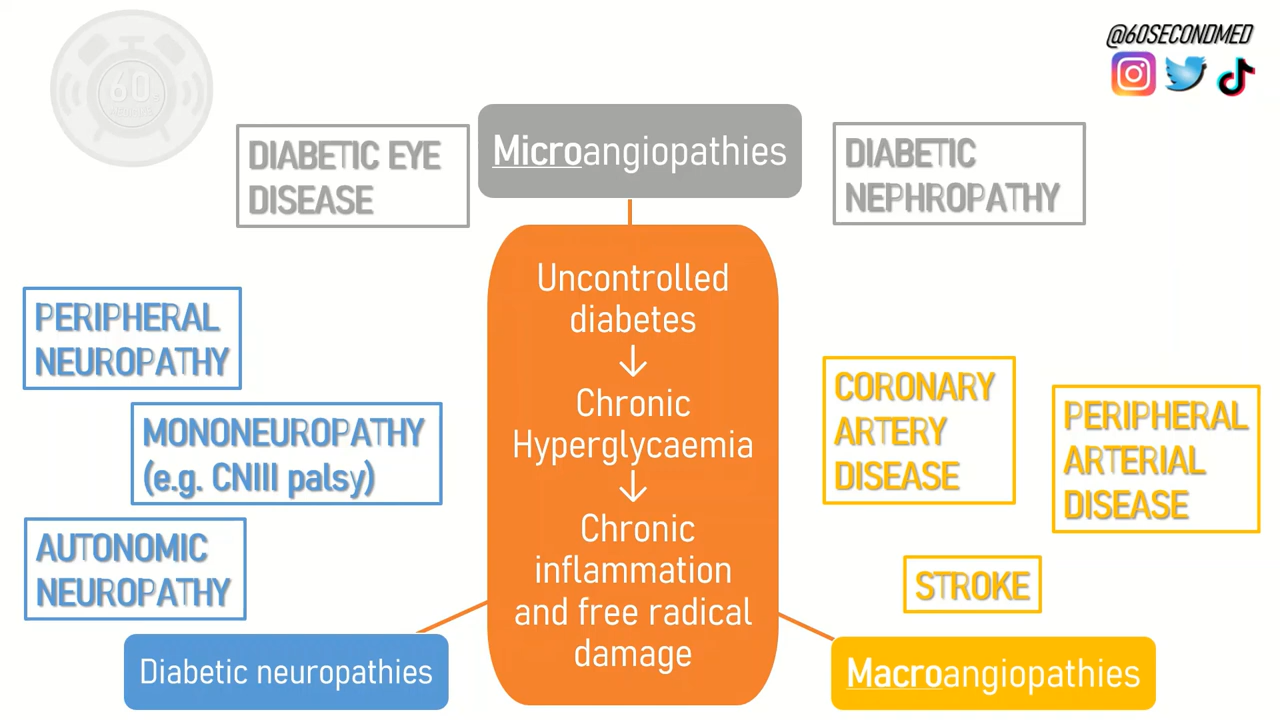 @60SECONDMED
60
Microangiopathies
DIABETIC EYE
DISEASE
DIABETIC
NEPHROPATHY
Uncontrolled
diabetes
↓
Chronic
Hyperglycaemia
↓
Chronic
inflammation
and free radical
damage
PERIPHERAL
NEUROPATHY
MONONEUROPATHY
(e.g. CNIII palsy)
AUTONOMIC
NEUROPATHY
Diabetic neuropathies
CORONARY
ARTERY
DISEASE
PERIPHERAL
ARTERIAL
DISEASE
STROKE
Macroangiopathies